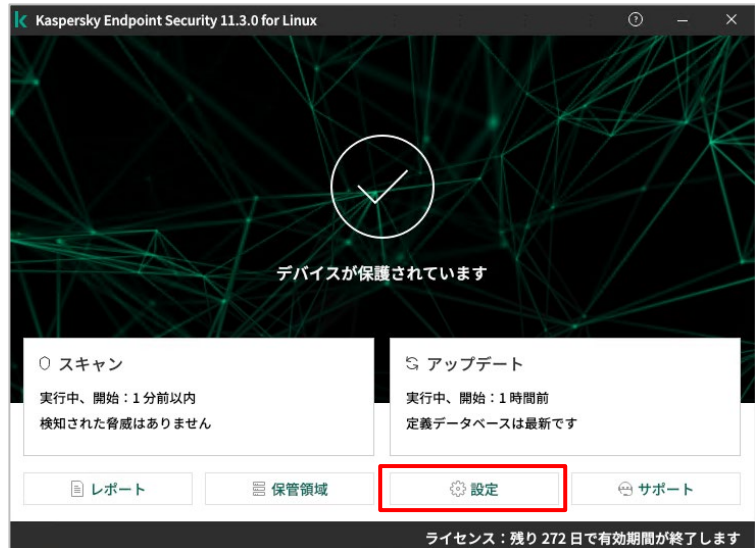 Kaspersky Endpoint Security 11.3.0 for Linux
デバイスが保護されています
スキャン
実行中、開始：1 分前以内
検知された脅威はありません
アップデート
実行中、開始：1 時間前
定義データベースは最新です
レポート
保管領域
設定
サポート
ライセンス：残り 272 日で有効期間が終了します